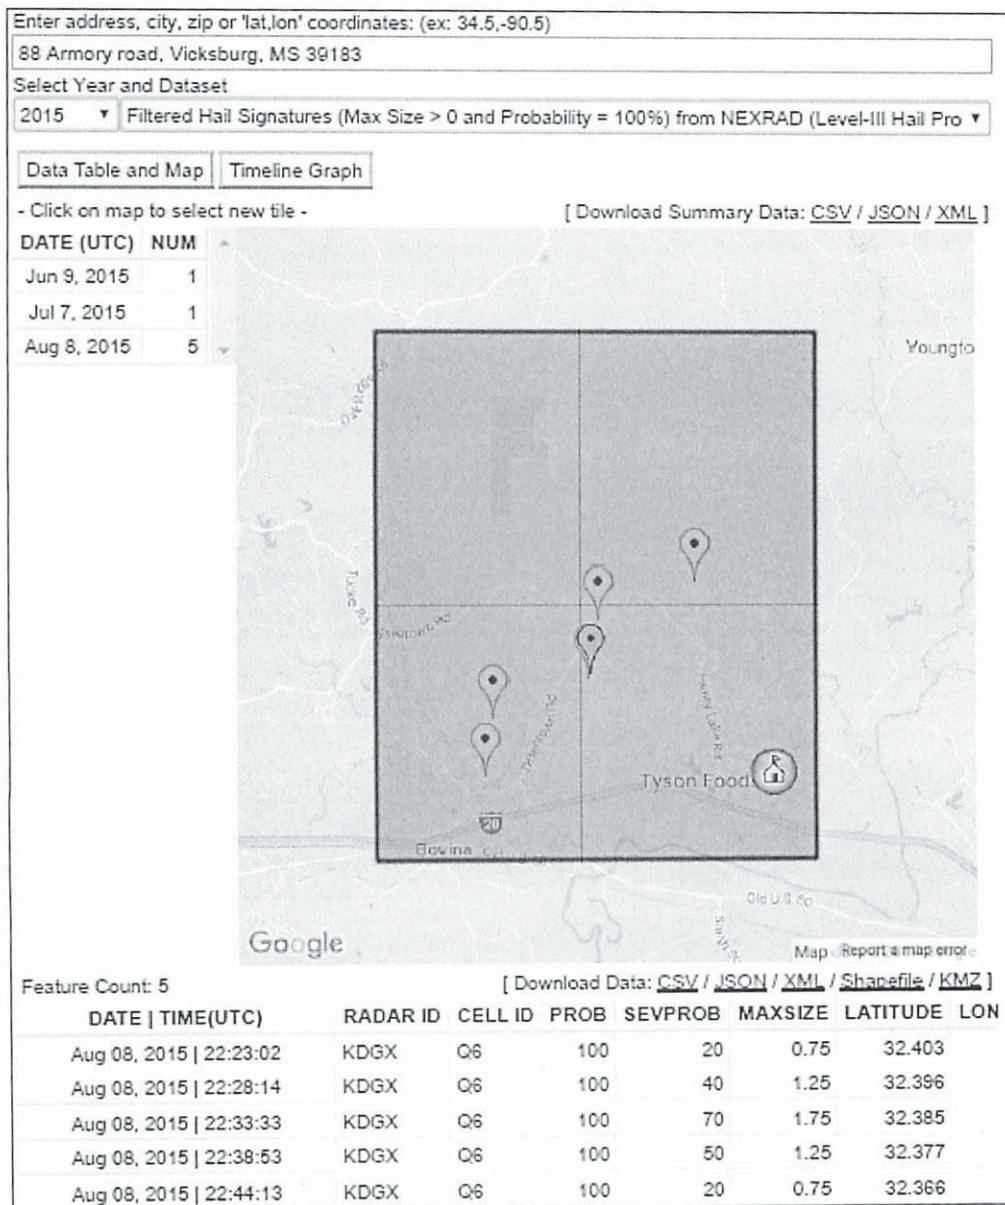 Enter address, city, zip or 'lat,lon' coordinates: (ex: 34.5,-90.5)
88 Armory road, Vicksburg, MS 39183
Select Year and Dataset
2015 Filtered Hail Signatures (Max Size > 0 and Probability = 100%) from NEXRAD (Level-III Hail Pro
Data Table and Map Timeline Graph
- Click on map to select new tile - [ Download Summary Data: CSV / JSON / XML ]
DATE (UTC) NUM
Jun 9, 2015 1
Jul 7, 2015 1
Aug 8, 2015 5
Youngto
Tucker Rd
Tyson Food
20
Bovina
Old U.S. 80
Google
Map Report a map error
Feature Count: 5 [ Download Data: CSV / JSON / XML / Shapefile / KMZ ]
DATE | TIME(UTC) RADAR ID CELL ID PROB SEVPROB MAXSIZE LATITUDE LON
Aug 08, 2015 | 22:23:02 KDGX Q6 100 20 0.75 32.403
Aug 08, 2015 | 22:28:14 KDGX Q6 100 40 1.25 32.396
Aug 08, 2015 | 22:33:33 KDGX Q6 100 70 1.75 32.385
Aug 08, 2015 | 22:38:53 KDGX Q6 100 50 1.25 32.377
Aug 08, 2015 | 22:44:13 KDGX Q6 100 20 0.75 32.366